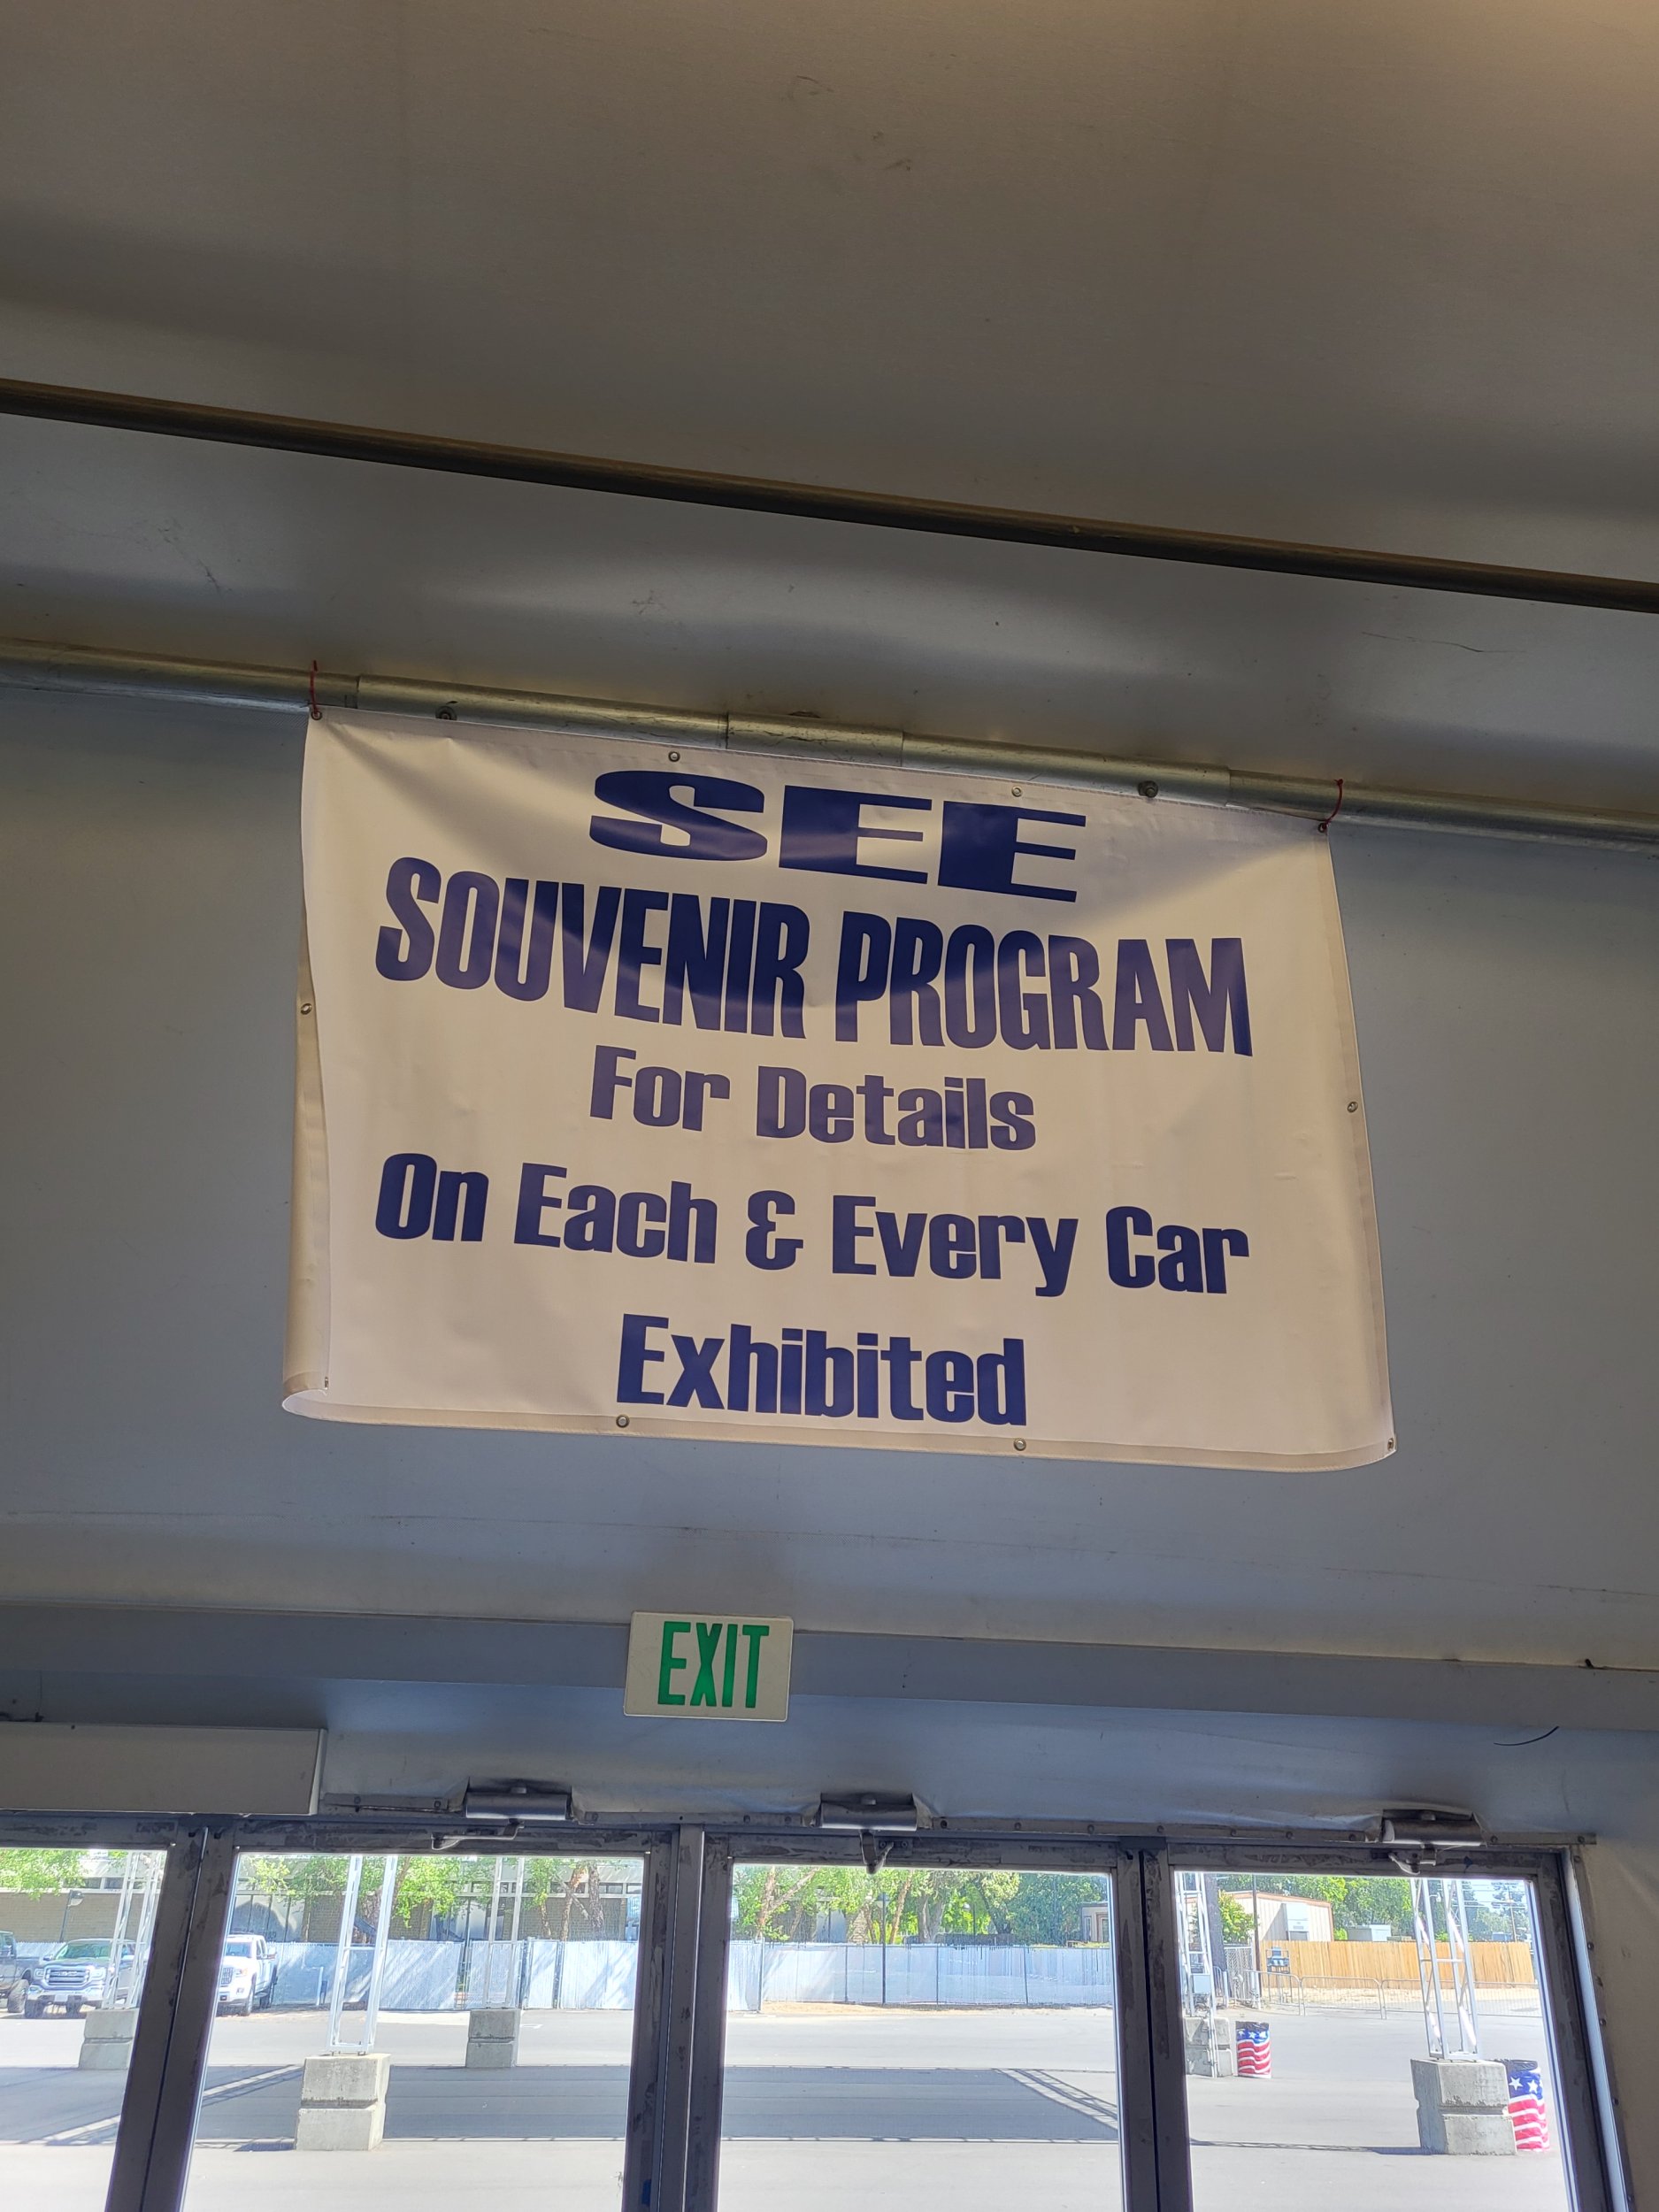 SEE
SOUVENIR PROGRAM
For Details
On Each & Every Car
Exhibited
EXIT